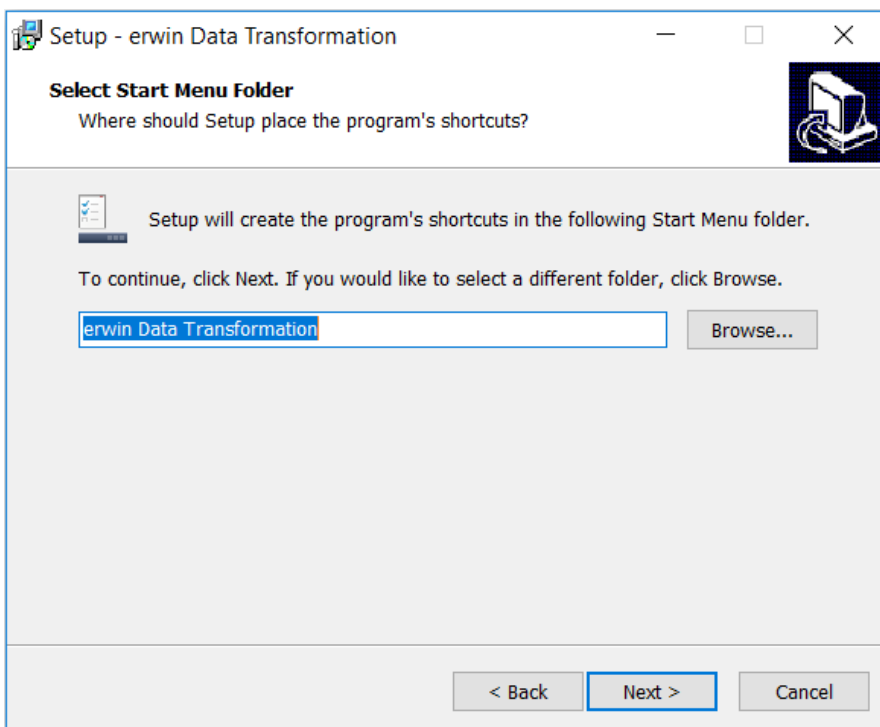 Setup - erwin Data Transformation
Select Start Menu Folder
Where should Setup place the program's shortcuts?
Setup will create the program's shortcuts in the following Start Menu folder.
To continue, click Next. If you would like to select a different folder, click Browse.
erwin Data Transformation
Browse...
< Back
Next >
Cancel